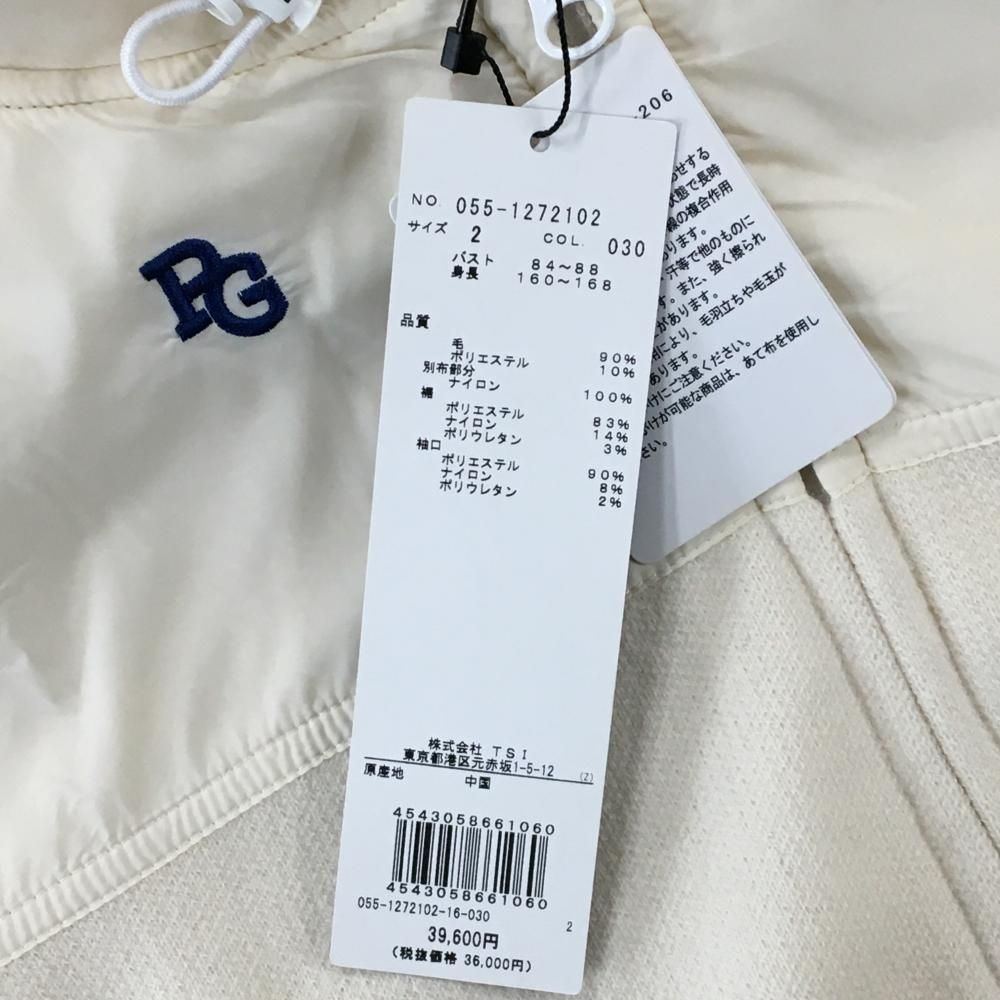 PG
NO. 055-1272102
サイズ 2 COL. 030
バスト 84～88
身長 160～168
品質
毛 90%
ポリエステル 10%
別布部分
ナイロン 100%
裾
ポリエステル 83%
ナイロン 14%
ポリウレタン 3%
袖口
ポリエステル 90%
ナイロン 8%
ポリウレタン 2%
株式会社 TSI
東京都港区元赤坂1-5-12 (Z)
原産地 中国
4543058661060
4543058661060
055-1272102-16-030
2
39,600円
(税抜価格 36,000円)
206
せする
状態で長時
の複合作用
ります。
汗等で他のものに
す。また、強く擦られ
があります。
により、毛羽立ちや毛玉が
あります。
けにご注意ください。
けが可能な商品は、あて布を使用し
さい。